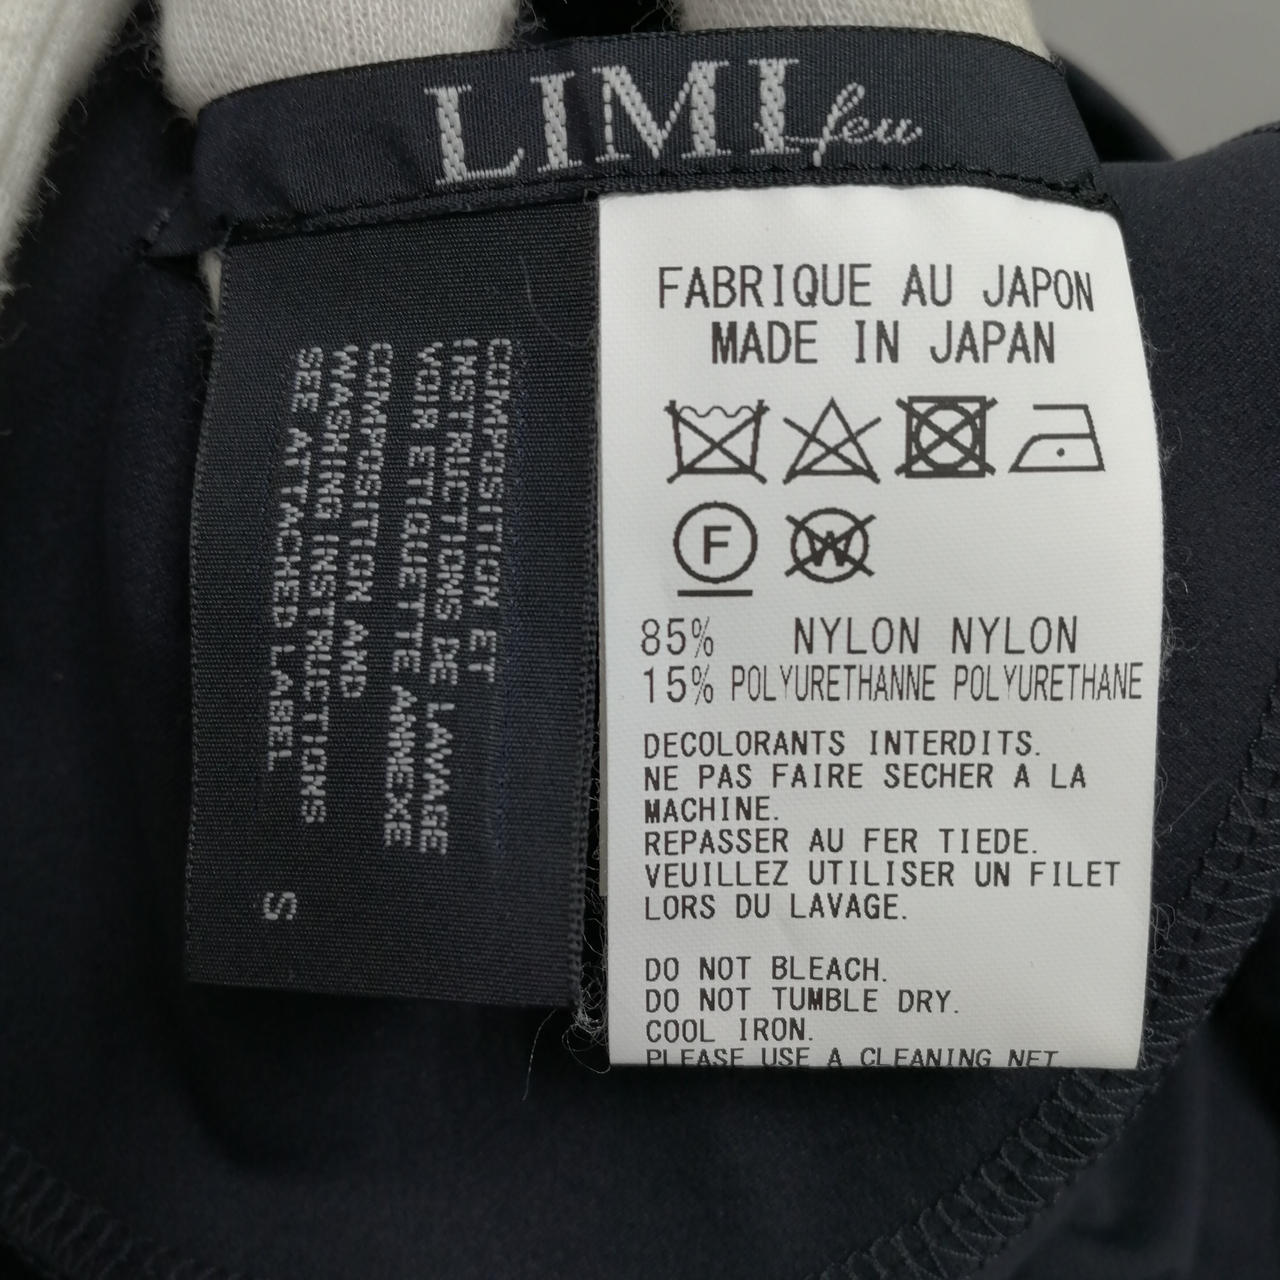 LIMI feu
COMPOSITION ET
INSTRUCTIONS DE LAVAGE
VOIR ETIQUETTE ANNEXE
COMPOSITION AND
WASHING INSTRUCTIONS
SEE ATTACHED LABEL
S
FABRIQUE AU JAPON
MADE IN JAPAN
F W
85% NYLON NYLON
15% POLYURETHANNE POLYURETHANE
DECOLORANTS INTERDITS.
NE PAS FAIRE SECHER A LA
MACHINE.
REPASSER AU FER TIEDE.
VEUILLEZ UTILISER UN FILET
LORS DU LAVAGE.
DO NOT BLEACH.
DO NOT TUMBLE DRY.
COOL IRON.
PLEASE USE A CLEANING NET